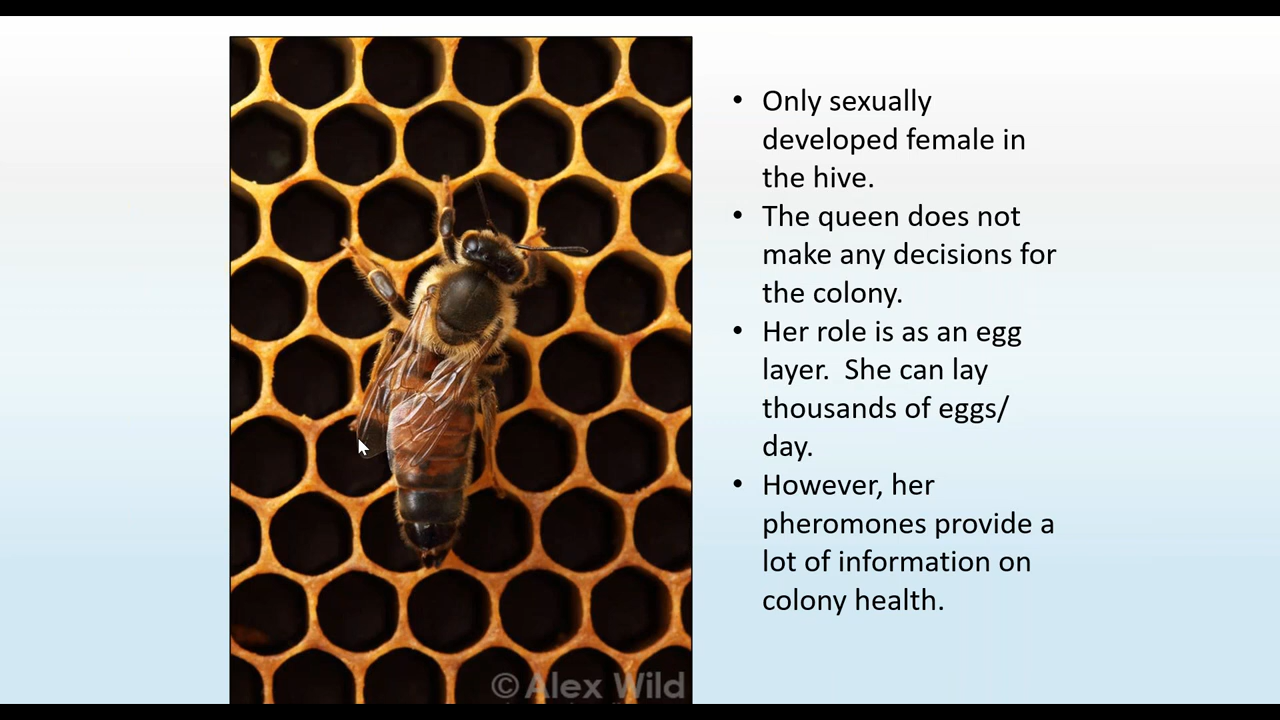 • Only sexually
developed female in
the hive.
• The queen does not
make any decisions for
the colony.
• Her role is as an egg
layer.  She can lay
thousands of eggs/
day.
• However, her
pheromones provide a
lot of information on
colony health.
© Alex Wild